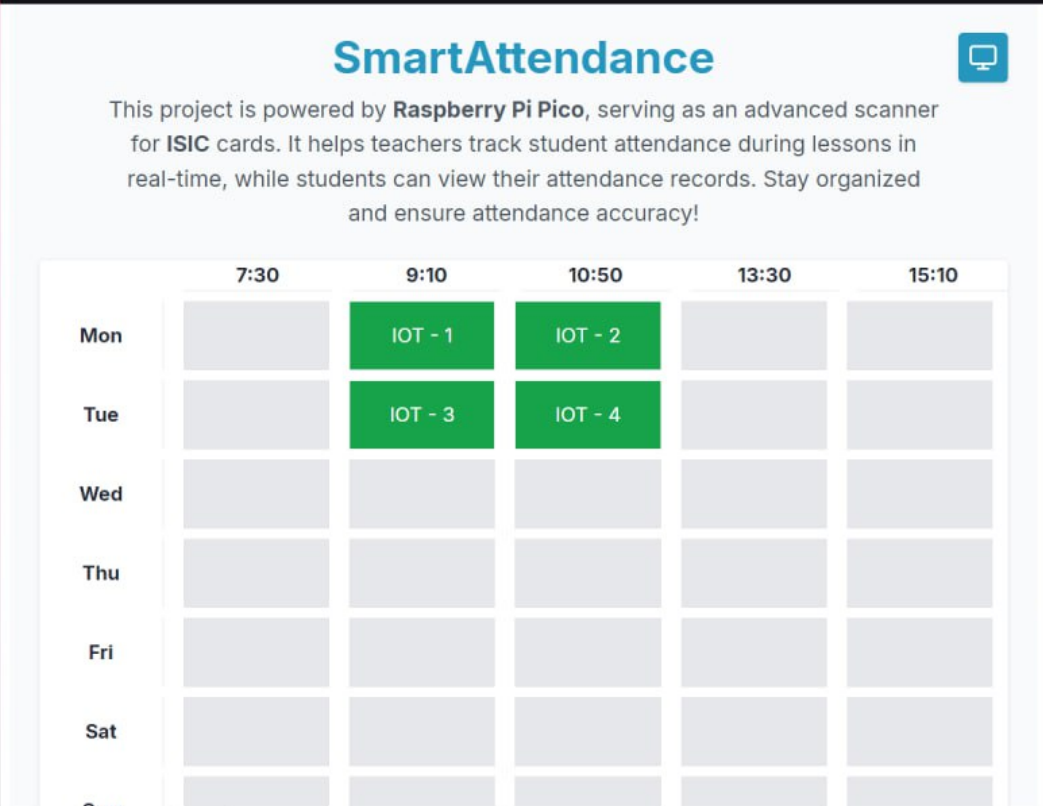 SmartAttendance
This project is powered by Raspberry Pi Pico, serving as an advanced scanner
for ISIC cards. It helps teachers track student attendance during lessons in
real-time, while students can view their attendance records. Stay organized
and ensure attendance accuracy!
7:30 9:10 10:50 13:30 15:10
Mon IOT - 1 IOT - 2
Tue IOT - 3 IOT - 4
Wed
Thu
Fri
Sat